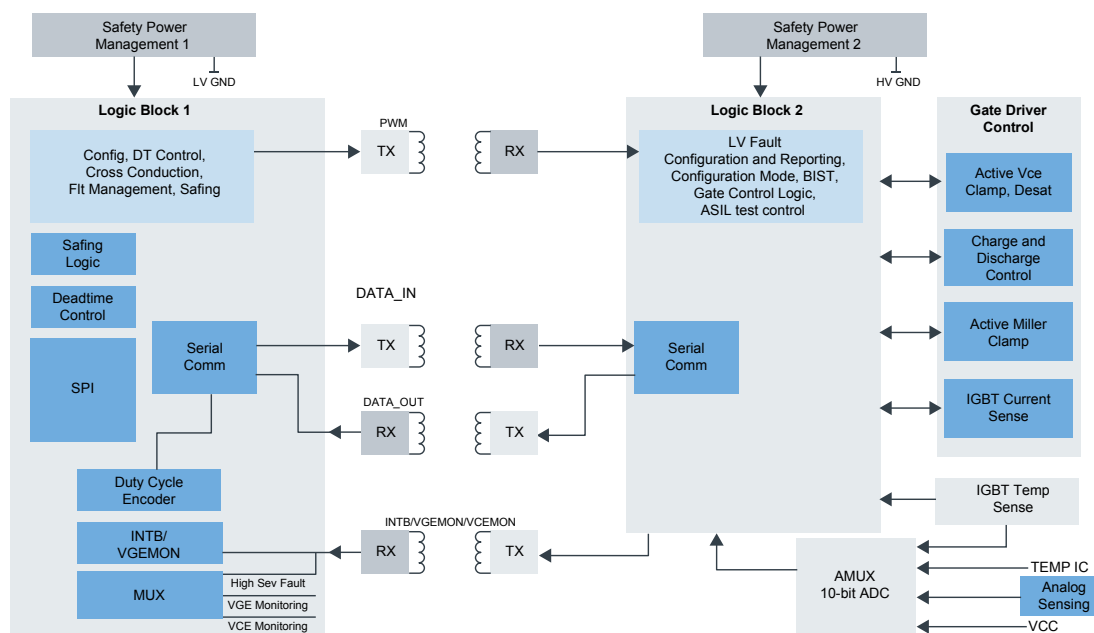 Safety Power
Management 1
LV GND
Safety Power
Management 2
HV GND
Logic Block 1
Config, DT Control,
Cross Conduction,
Flt Management, Safing
Safing
Logic
Deadtime
Control
SPI
Serial
Comm
Duty Cycle
Encoder
INTB/
VGEMON
MUX
High Sev Fault
VGE Monitoring
VCE Monitoring
PWM
TX
RX
DATA_IN
TX
RX
DATA_OUT
RX
TX
INTB/VGEMON/VCEMON
RX
TX
Logic Block 2
LV Fault
Configuration and Reporting,
Configuration Mode, BIST,
Gate Control Logic,
ASIL test control
Serial
Comm
Gate Driver
Control
Active Vce
Clamp, Desat
Charge and
Discharge
Control
Active Miller
Clamp
IGBT Current
Sense
IGBT Temp
Sense
AMUX
10-bit ADC
TEMP IC
Analog
Sensing
VCC